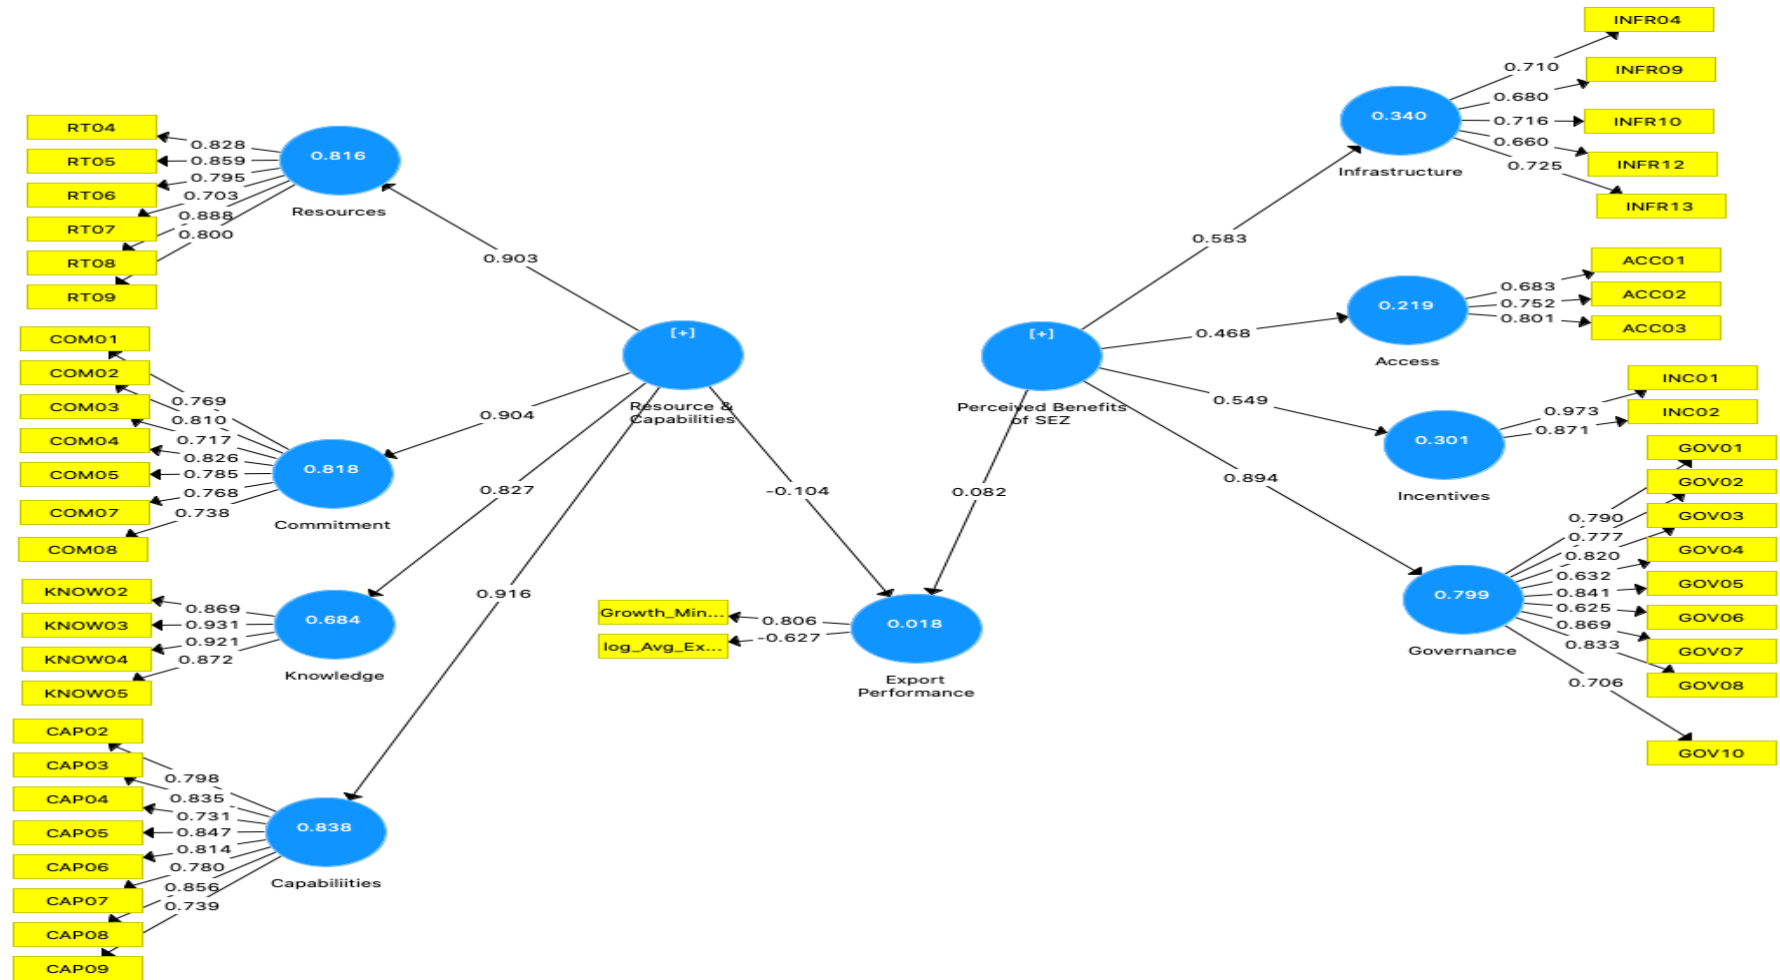 RT04
RT05
RT06
RT07
RT08
RT09
0.828
0.859
0.795
0.703
0.888
0.800
0.816
Resources
0.903
COM01
COM02
COM03
COM04
COM05
COM07
COM08
0.769
0.810
0.717
0.826
0.785
0.768
0.738
0.818
Commitment
0.904
KNOW02
KNOW03
KNOW04
KNOW05
0.869
0.931
0.921
0.872
0.684
Knowledge
0.827
CAP02
CAP03
CAP04
CAP05
CAP06
CAP07
CAP08
CAP09
0.798
0.835
0.731
0.847
0.814
0.780
0.856
0.739
0.838
Capabiliities
0.916
[+]
Resource &
Capabilities
-0.104
Growth_Min...
log_Avg_Ex...
0.806
-0.627
0.018
Export
Performance
0.082
[+]
Perceived Benefits
of SEZ
0.583
0.340
Infrastructure
0.710
0.680
0.716
0.660
0.725
INFR04
INFR09
INFR10
INFR12
INFR13
0.468
0.219
Access
0.683
0.752
0.801
ACC01
ACC02
ACC03
0.549
0.301
Incentives
0.973
0.871
INC01
INC02
0.894
0.799
Governance
0.790
0.777
0.820
0.632
0.841
0.625
0.869
0.833
0.706
GOV01
GOV02
GOV03
GOV04
GOV05
GOV06
GOV07
GOV08
GOV10